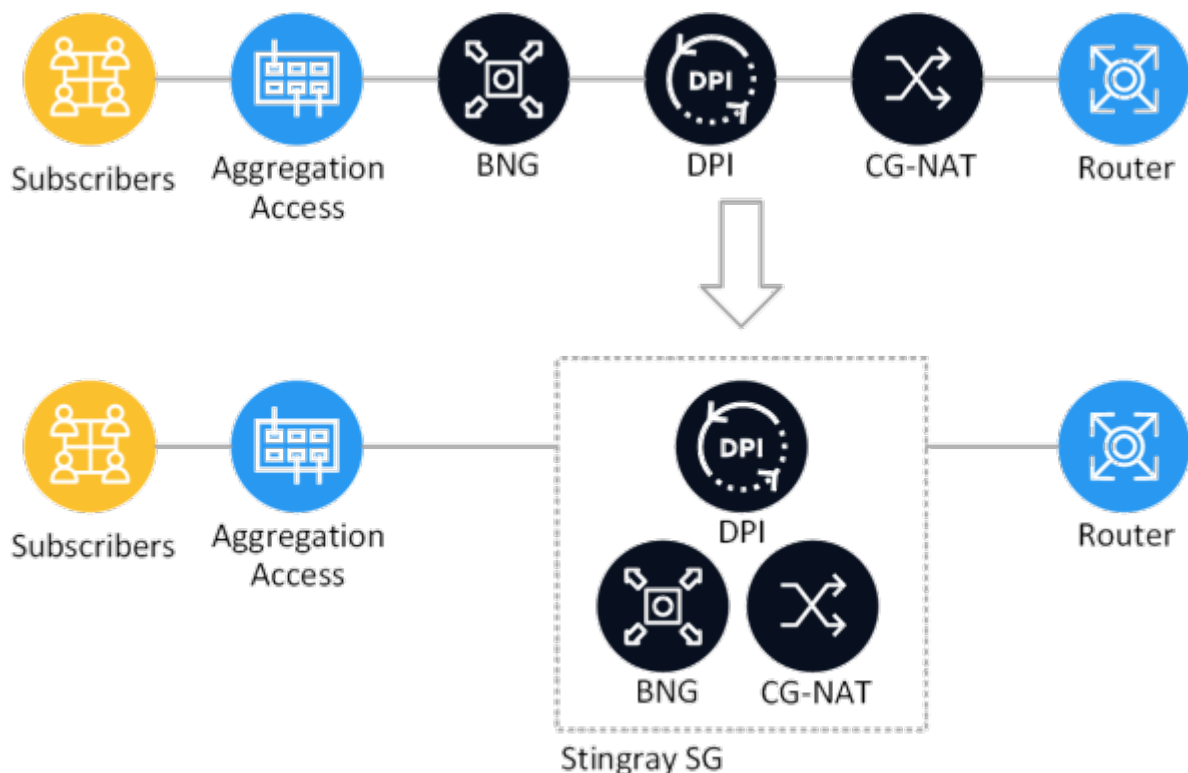 DPI
Subscribers
Aggregation
Access
BNG
DPI
CG-NAT
Router
DPI
DPI
Subscribers
Aggregation
Access
Router
BNG
CG-NAT
Stingray SG